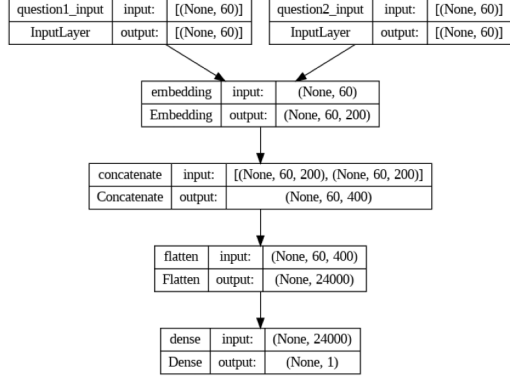 question1_input input: [(None, 60)] question2_input input: [(None, 60)]
InputLayer output: [(None, 60)] InputLayer output: [(None, 60)]
embedding input: (None, 60)
Embedding output: (None, 60, 200)
concatenate input: [(None, 60, 200), (None, 60, 200)]
Concatenate output: (None, 60, 400)
flatten input: (None, 60, 400)
Flatten output: (None, 24000)
dense input: (None, 24000)
Dense output: (None, 1)